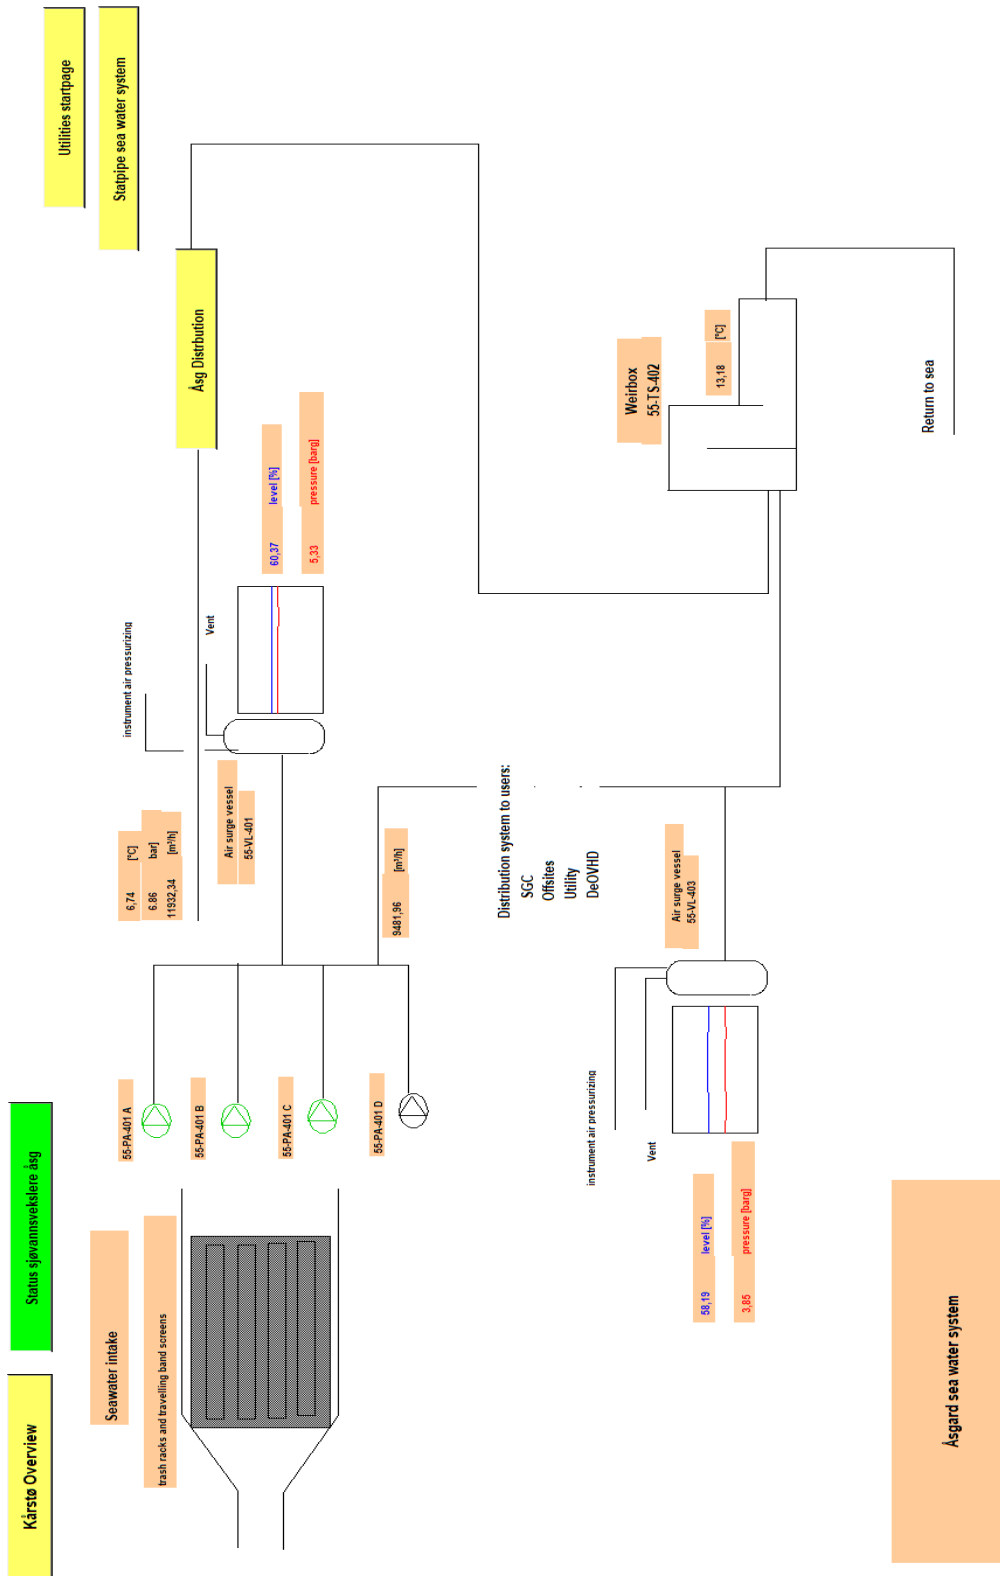 Kårstø Overview
Status sjøvannsvekslere åsg
Utilities startpage
Statpipe sea water system
Seawater intake
trash racks and travelling band screens
55-PA-401 A
55-PA-401 B
55-PA-401 C
55-PA-401 D
6,74 [°C]
6.86 bar]
11932,34 [m³/h]
instrument air pressurizing
Vent
Åsg Distrbution
Air surge vessel
55-VL-401
60,37 level [%]
5,33 pressure [barg]
9481,96 [m³/h]
Distribution system to users:
SGC
Offsites
Utility
DeOVHD
instrument air pressurizing
Vent
Air surge vessel
55-VL-403
58,19 level [%]
3,85 pressure [barg]
Weirbox
55-TS-402
13,18 [°C]
Return to sea
Åsgard sea water system